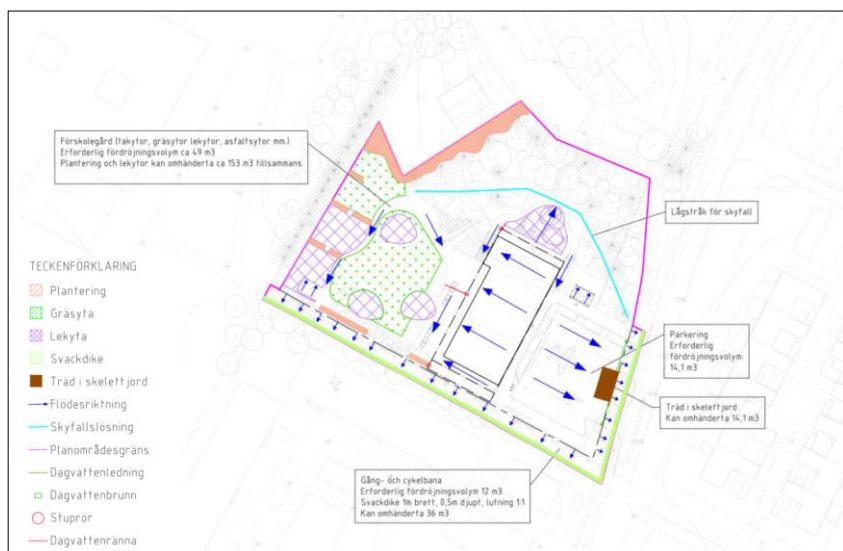 Förskolegård (takytor, gräsytor lekytor, asfaltsytor mm.)
Erforderlig fördröjningsvolym ca 49 m3
Plantering och lekytor kan omhänderta ca 153 m3 tillsammans
Lågstråk för skyfall
TECKENFÖRKLARING
Plantering
Gräsyta
Lekyta
Svackdike
Träd i skelettjord
Flödesriktning
Skyfallslösning
Planområdesgräns
Dagvattenledning
Dagvattenbrunn
Stuprör
Dagvattenränna
Parkering
Erforderlig
fördröjningsvolym:
14,1 m3
Träd i skelettjord
Kan omhänderta 14,1 m3
Gång- och cykelbana
Erforderlig fördröjningsvolym 12 m3
Svackdike 1m brett, 0,5m djupt, lutning 1:1
Kan omhänderta 36 m3